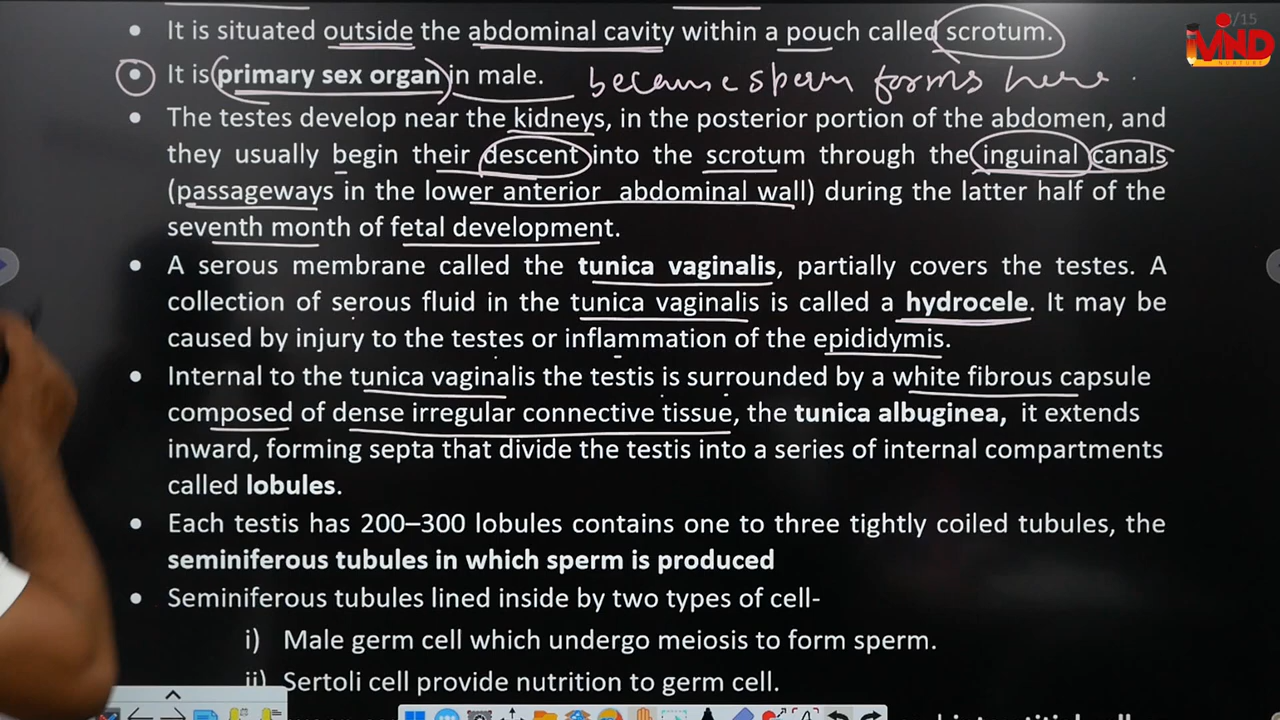 It is situated outside the abdominal cavity within a pouch called scrotum.
/15
iMIND
NURTURE
It is primary sex organ in male. because sperm forms here.
The testes develop near the kidneys, in the posterior portion of the abdomen, and
they usually begin their descent into the scrotum through the inguinal canals
(passageways in the lower anterior abdominal wall) during the latter half of the
seventh month of fetal development.
A serous membrane called the tunica vaginalis, partially covers the testes. A
collection of serous fluid in the tunica vaginalis is called a hydrocele. It may be
caused by injury to the testes or inflammation of the epididymis.
Internal to the tunica vaginalis the testis is surrounded by a white fibrous capsule
composed of dense irregular connective tissue, the tunica albuginea, it extends
inward, forming septa that divide the testis into a series of internal compartments
called lobules.
Each testis has 200–300 lobules contains one to three tightly coiled tubules, the
seminiferous tubules in which sperm is produced
Seminiferous tubules lined inside by two types of cell-
i) Male germ cell which undergo meiosis to form sperm.
ii) Sertoli cell provide nutrition to germ cell.